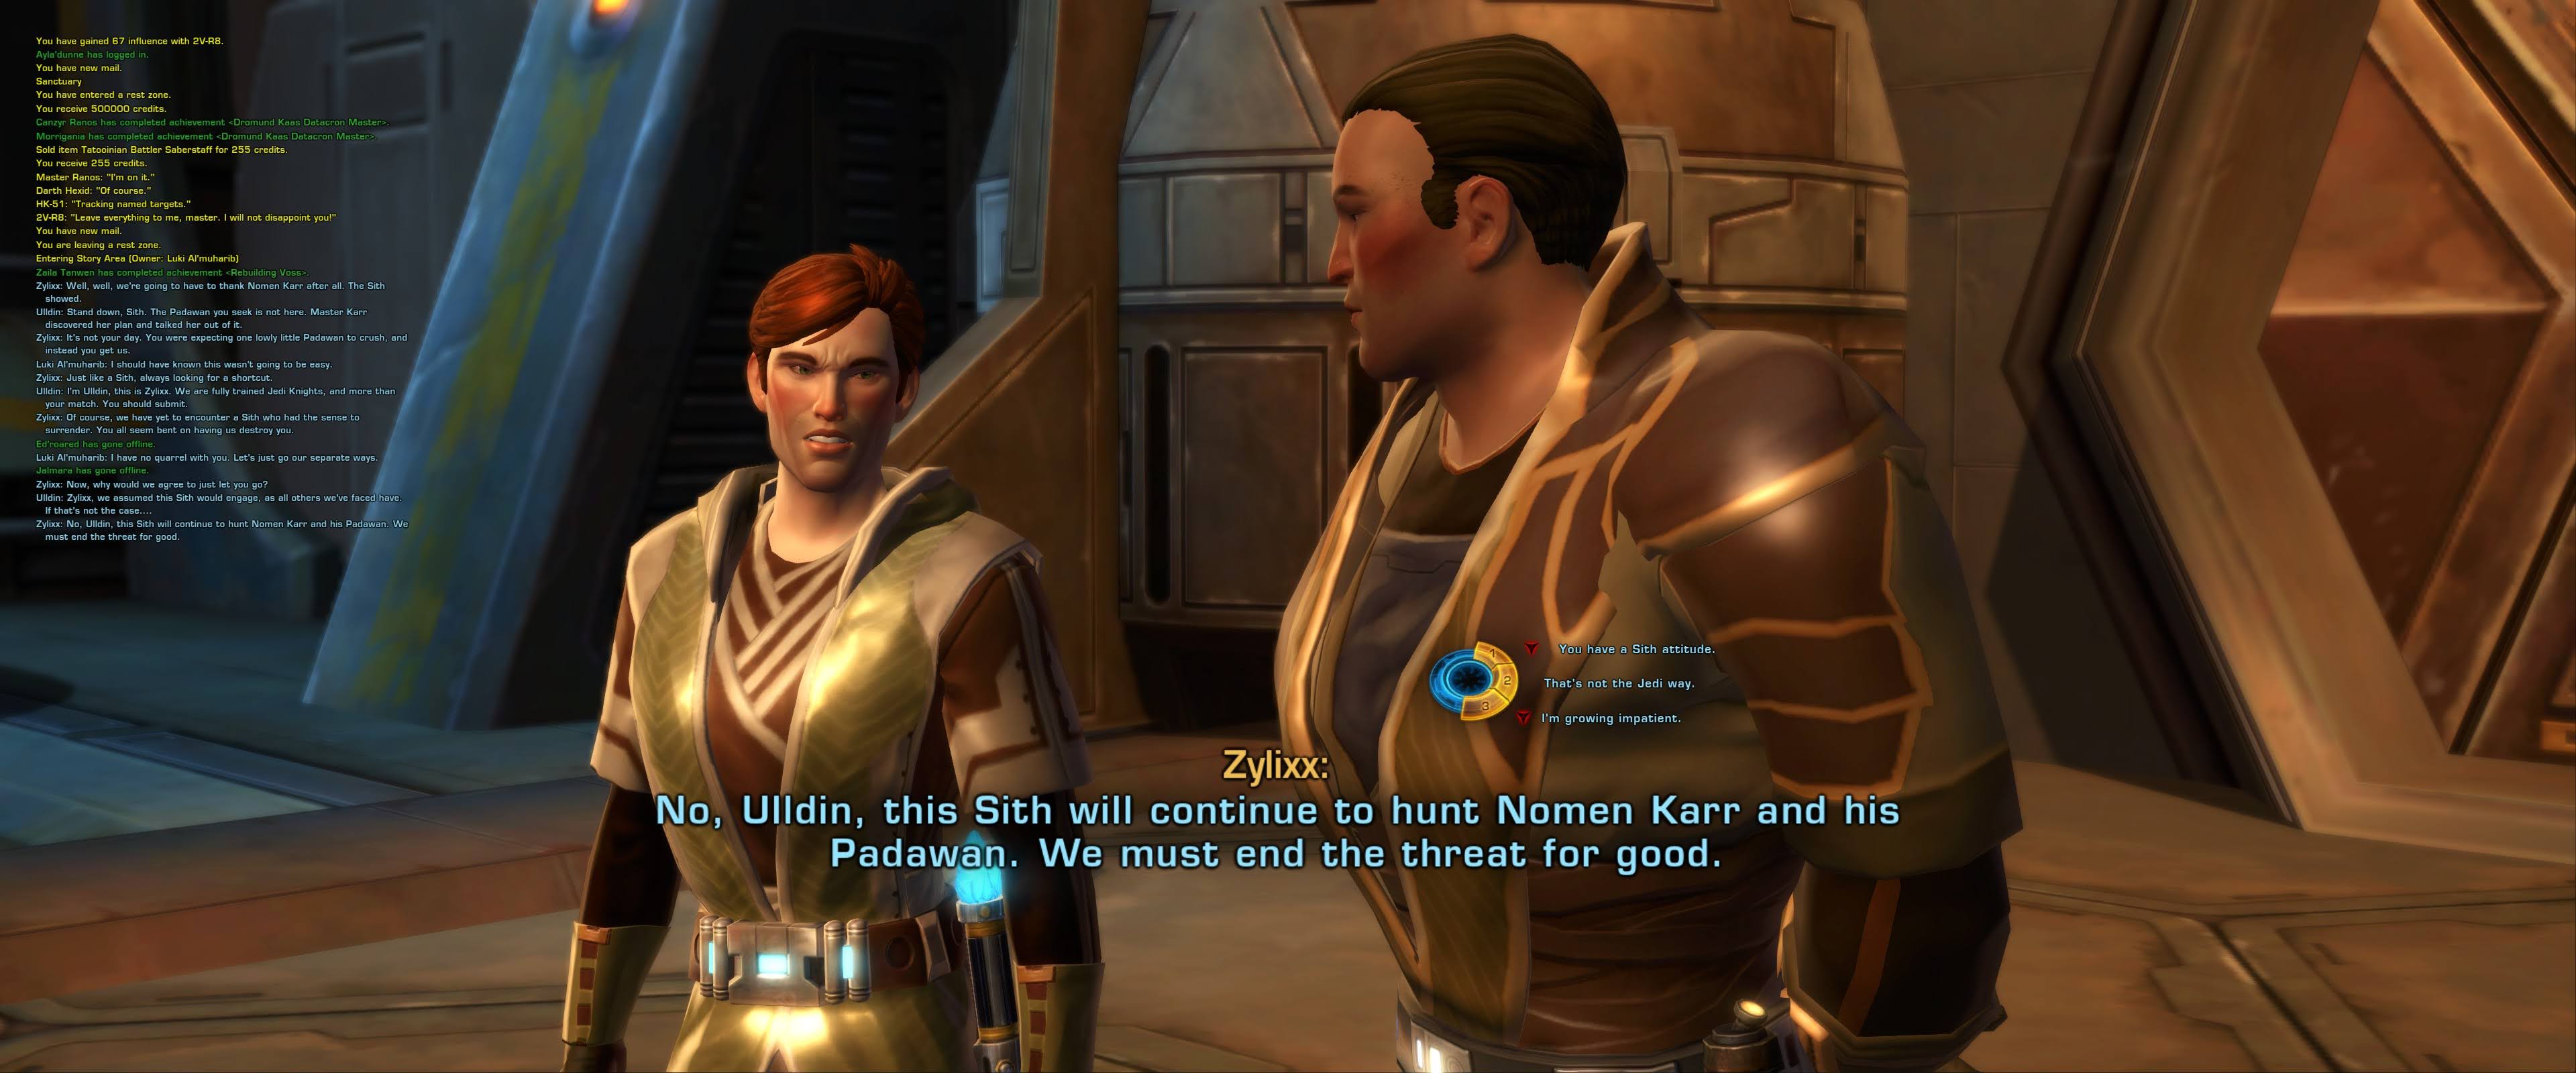 You have gained 67 influence with 2V-R8.
Ayla'dunne has logged in.
You have new mail.
Sanctuary
You have entered a rest zone.
You receive 500000 credits.
Canzyr Ranos has completed achievement <Dromund Kaas Datacron Master>.
Morrigania has completed achievement <Dromund Kaas Datacron Master>.
Sold item Tatooinian Battler Saberstaff for 255 credits.
You receive 255 credits.
Master Ranos: "I'm on it."
Darth Hexid: "Of course."
HK-51: "Tracking named targets."
2V-R8: "Leave everything to me, master. I will not disappoint you!"
You have new mail.
You are leaving a rest zone.
Entering Story Area (Owner: Luki Al'muharib)
Zaila Tanwen has completed achievement <Rebuilding Voss>.
Zylixx: Well, well, we're going to have to thank Nomen Karr after all. The Sith
showed.
Ulldin: Stand down, Sith. The Padawan you seek is not here. Master Karr
discovered her plan and talked her out of it.
Zylixx: It's not your day. You were expecting one lowly little Padawan to crush, and
instead you get us.
Luki Al'muharib: I should have known this wasn't going to be easy.
Zylixx: Just like a Sith, always looking for a shortcut.
Ulldin: I'm Ulldin, this is Zylixx. We are fully trained Jedi Knights, and more than
your match. You should submit.
Zylixx: Of course, we have yet to encounter a Sith who had the sense to
surrender. You all seem bent on having us destroy you.
Ed'roared has gone offline.
Luki Al'muharib: I have no quarrel with you. Let's just go our separate ways.
Jalmara has gone offline.
Zylixx: Now, why would we agree to just let you go?
Ulldin: Zylixx, we assumed this Sith would engage, as all others we've faced have.
If that's not the case....
Zylixx: No, Ulldin, this Sith will continue to hunt Nomen Karr and his Padawan. We
must end the threat for good.
1 You have a Sith attitude.
2 That's not the Jedi way.
3 I'm growing impatient.
Zylixx:
No, Ulldin, this Sith will continue to hunt Nomen Karr and his
Padawan. We must end the threat for good.